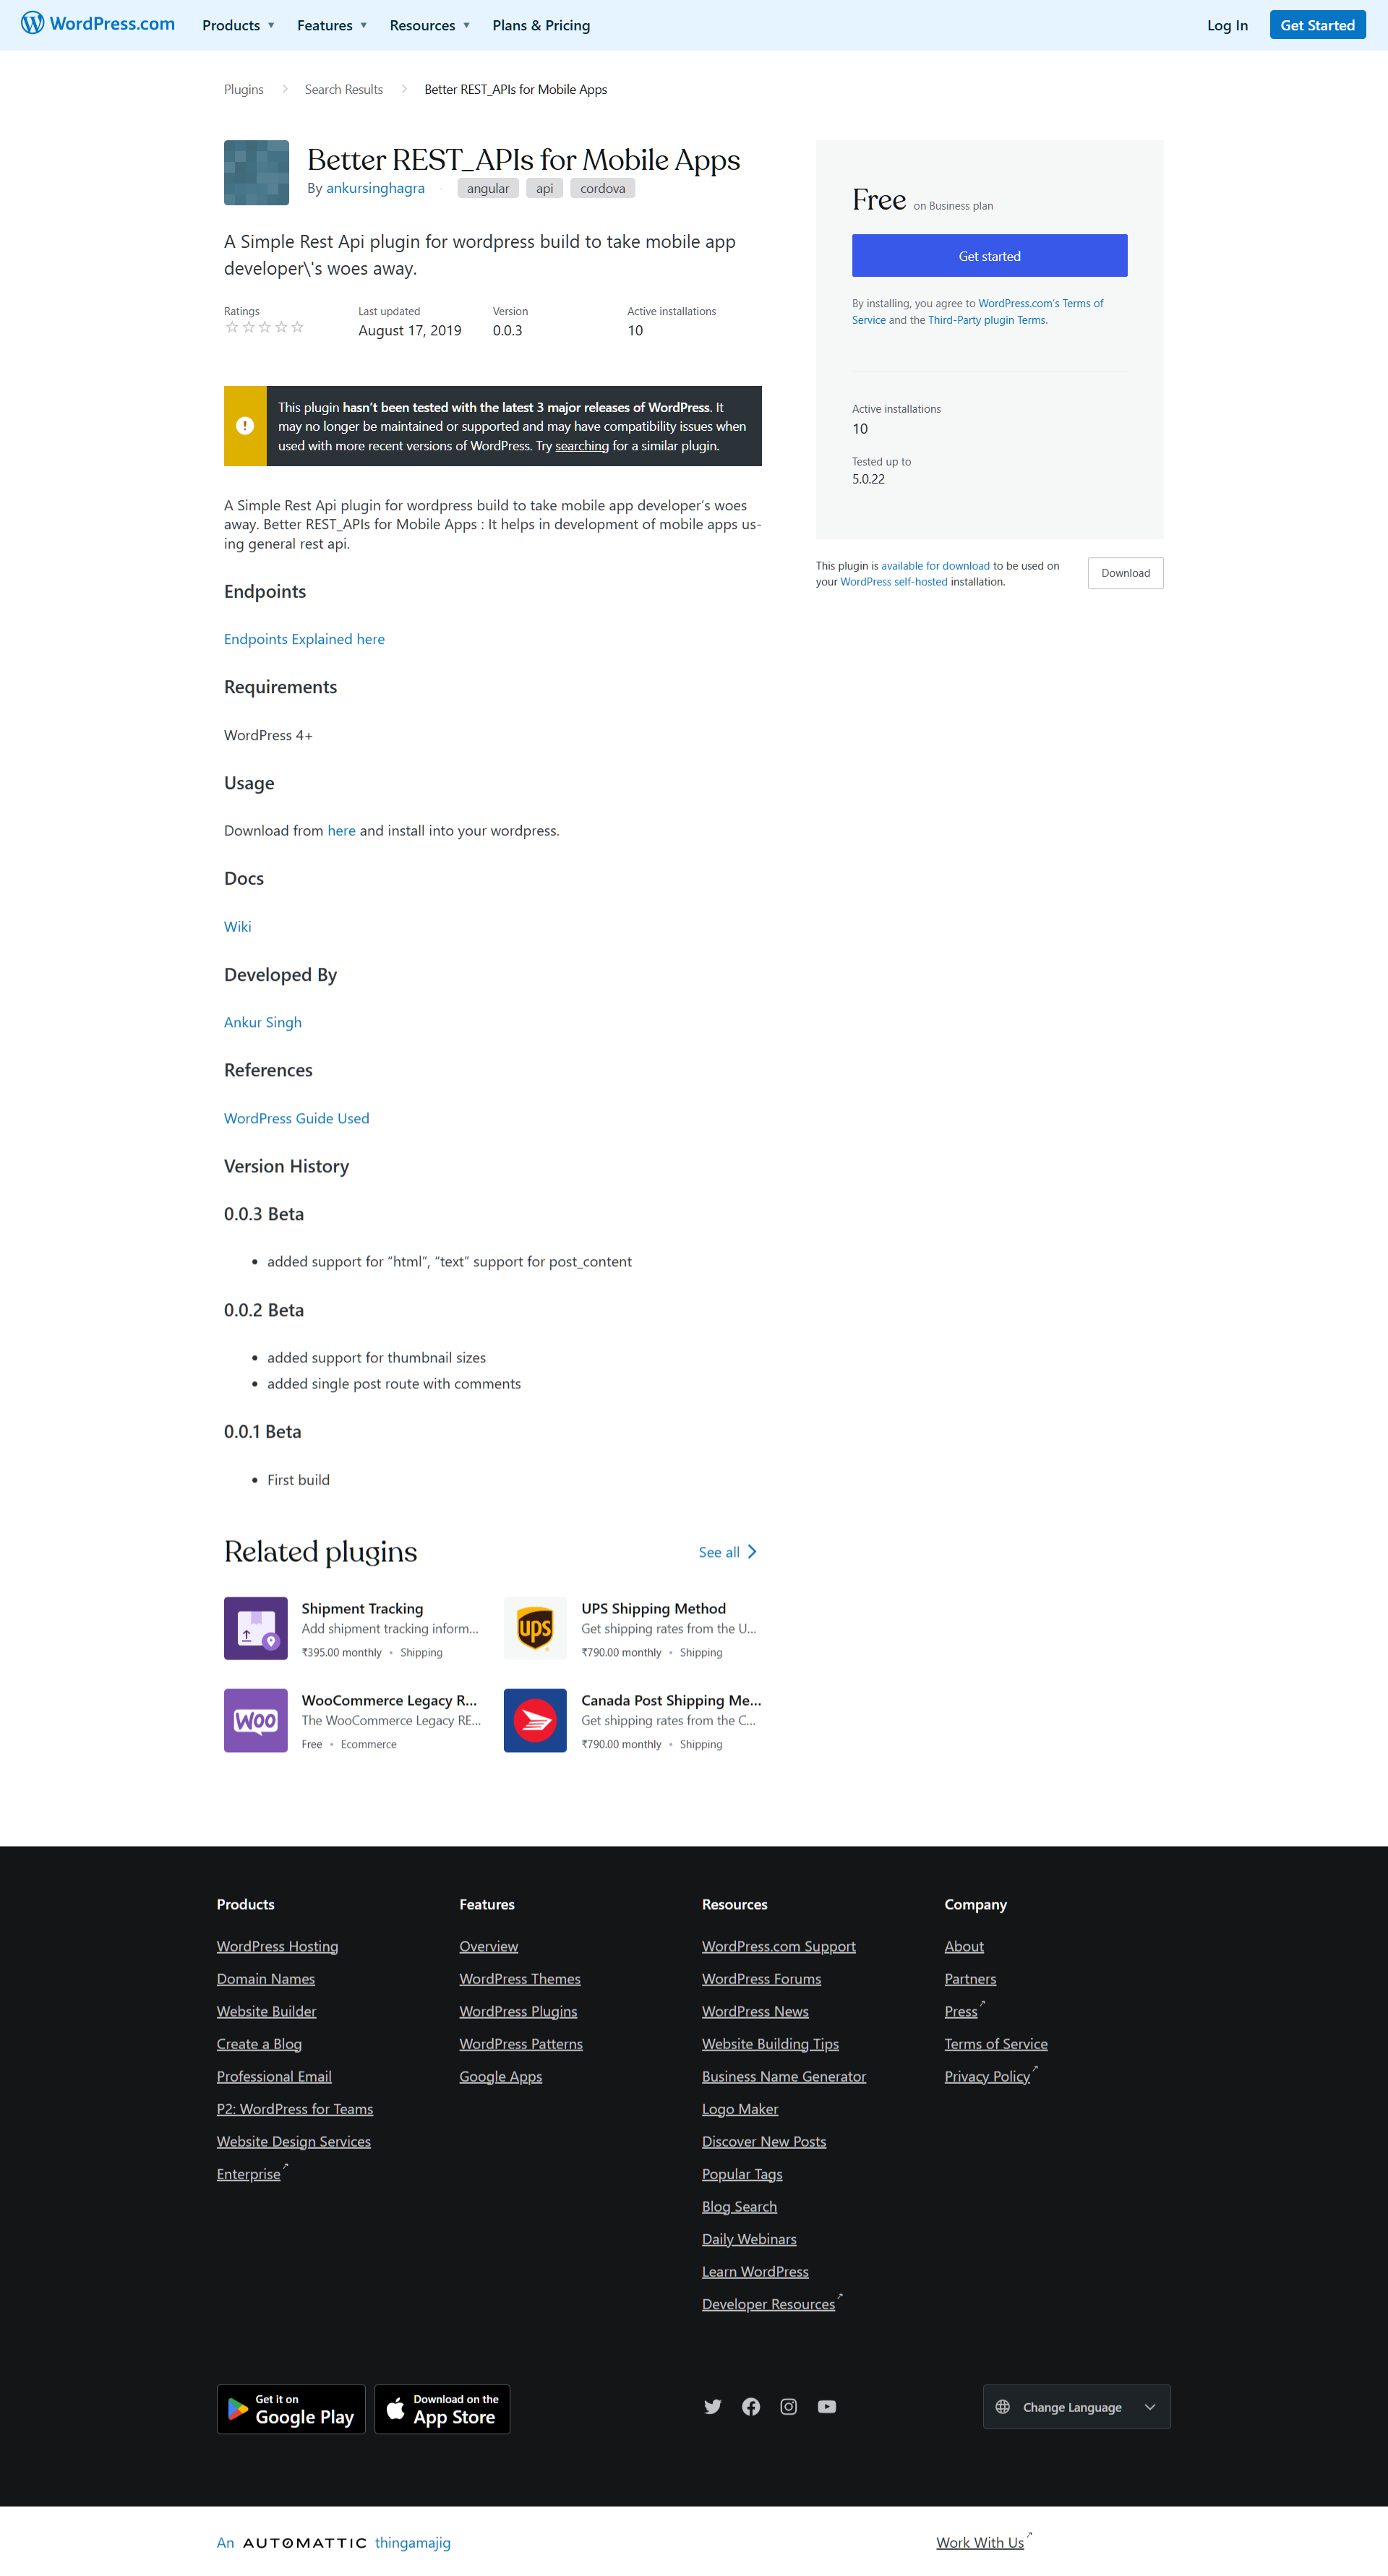 WordPress.com Products Features Resources Plans & Pricing Log In Get Started
Plugins Search Results Better REST_APIs for Mobile Apps
Better REST_APIs for Mobile Apps
By ankursinghagra · angular api cordova
A Simple Rest Api plugin for wordpress build to take mobile app
developer\'s woes away.
Ratings Last updated Version Active installations
August 17, 2019 0.0.3 10
This plugin hasn't been tested with the latest 3 major releases of WordPress. It
may no longer be maintained or supported and may have compatibility issues when
used with more recent versions of WordPress. Try searching for a similar plugin.
A Simple Rest Api plugin for wordpress build to take mobile app developer's woes
away. Better REST_APIs for Mobile Apps : It helps in development of mobile apps us-
ing general rest api.
Endpoints
Endpoints Explained here
Requirements
WordPress 4+
Usage
Download from here and install into your wordpress.
Docs
Wiki
Developed By
Ankur Singh
References
WordPress Guide Used
Version History
0.0.3 Beta
• added support for “html”, “text” support for post_content
0.0.2 Beta
• added support for thumbnail sizes
• added single post route with comments
0.0.1 Beta
• First build
Free on Business plan
Get started
By installing, you agree to WordPress.com's Terms of
Service and the Third-Party plugin Terms.
Active installations
10
Tested up to
5.0.22
This plugin is available for download to be used on
your WordPress self-hosted installation.
Download
Related plugins See all
Shipment Tracking
Add shipment tracking inform...
₹395.00 monthly • Shipping
ups
UPS Shipping Method
Get shipping rates from the U...
₹790.00 monthly • Shipping
WOO
WooCommerce Legacy R...
The WooCommerce Legacy RE...
Free • Ecommerce
Canada Post Shipping Me...
Get shipping rates from the C...
₹790.00 monthly • Shipping
Products
WordPress Hosting
Domain Names
Website Builder
Create a Blog
Professional Email
P2: WordPress for Teams
Website Design Services
Enterprise
Features
Overview
WordPress Themes
WordPress Plugins
WordPress Patterns
Google Apps
Resources
WordPress.com Support
WordPress Forums
WordPress News
Website Building Tips
Business Name Generator
Logo Maker
Discover New Posts
Popular Tags
Blog Search
Daily Webinars
Learn WordPress
Developer Resources
Company
About
Partners
Press
Terms of Service
Privacy Policy
Get it on
Google Play
Download on the
App Store
Change Language
An AUTOMATTIC thingamajig
Work With Us